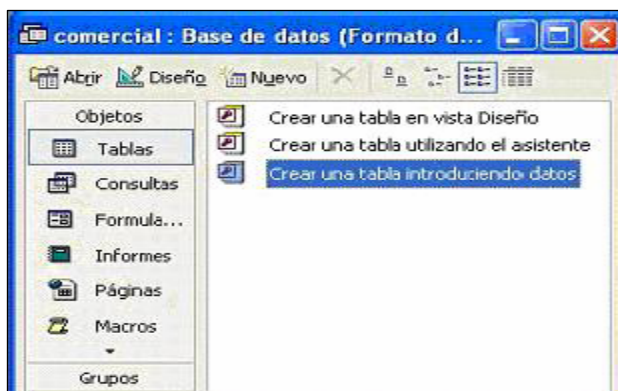 comercial : Base de datos (Formato d...
Abrir Diseño Nuevo
Objetos
Tablas
Consultas
Formula...
Informes
Páginas
Macros
Grupos
Crear una tabla en vista Diseño
Crear una tabla utilizando el asistente
Crear una tabla introduciendo datos